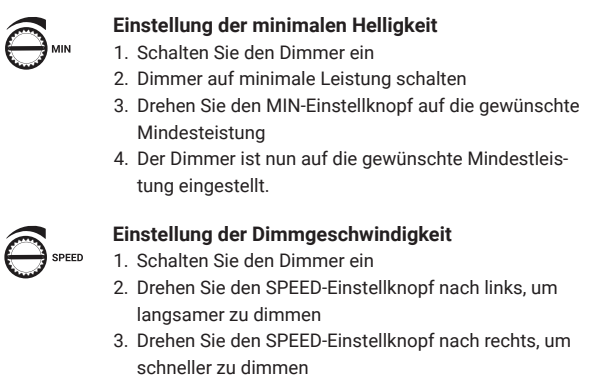 Einstellung der minimalen Helligkeit
MIN
1. Schalten Sie den Dimmer ein
2. Dimmer auf minimale Leistung schalten
3. Drehen Sie den MIN-Einstellknopf auf die gewünschte
Mindesteistung
4. Der Dimmer ist nun auf die gewünschte Mindestleis-
tung eingestellt.
Einstellung der Dimmgeschwindigkeit
SPEED
1. Schalten Sie den Dimmer ein
2. Drehen Sie den SPEED-Einstellknopf nach links, um
langsamer zu dimmen
3. Drehen Sie den SPEED-Einstellknopf nach rechts, um
schneller zu dimmen